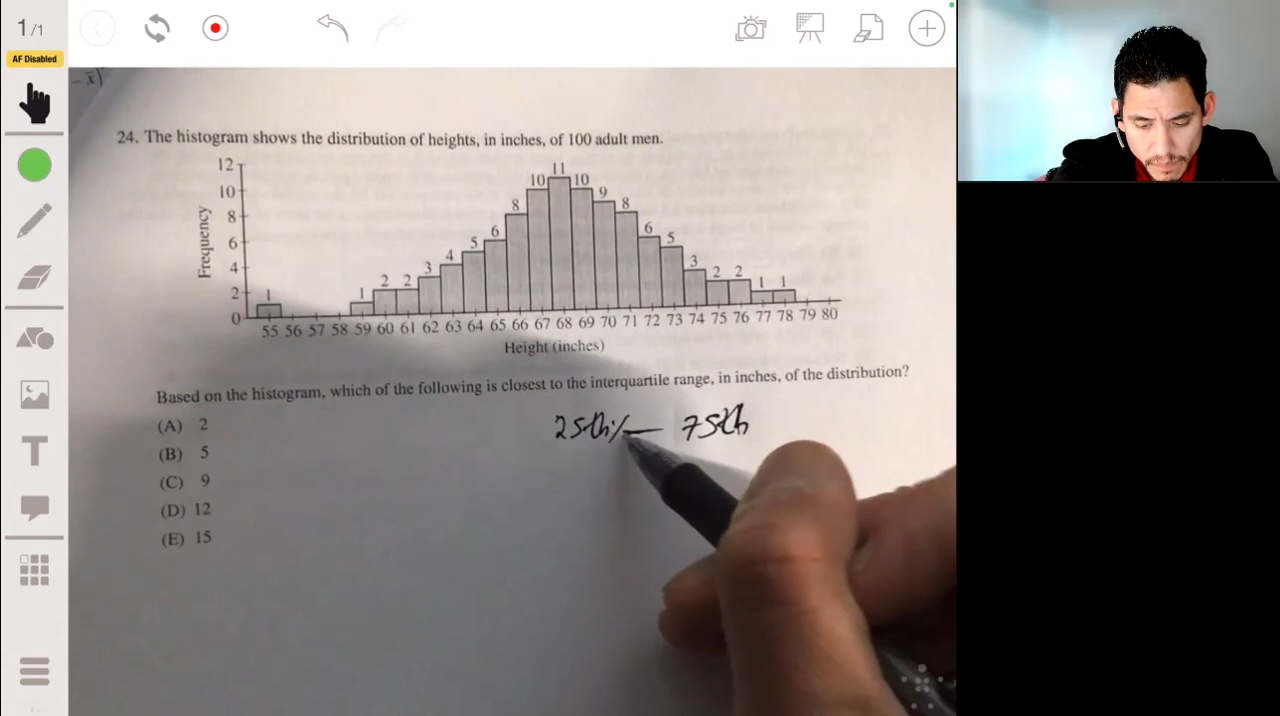 1/1
AF Disabled
- x̄)
24. The histogram shows the distribution of heights, in inches, of 100 adult men.
12
10
8
6
4
2
0
Frequency
1 1 2 2 3 4 5 6 8 10 11 10 9 8 6 5 3 2 2 1 1
55 56 57 58 59 60 61 62 63 64 65 66 67 68 69 70 71 72 73 74 75 76 77 78 79 80
Height (inches)
Based on the histogram, which of the following is closest to the interquartile range, in inches, of the distribution?
25th% — 75th
(A) 2
(B) 5
(C) 9
(D) 12
(E) 15
T